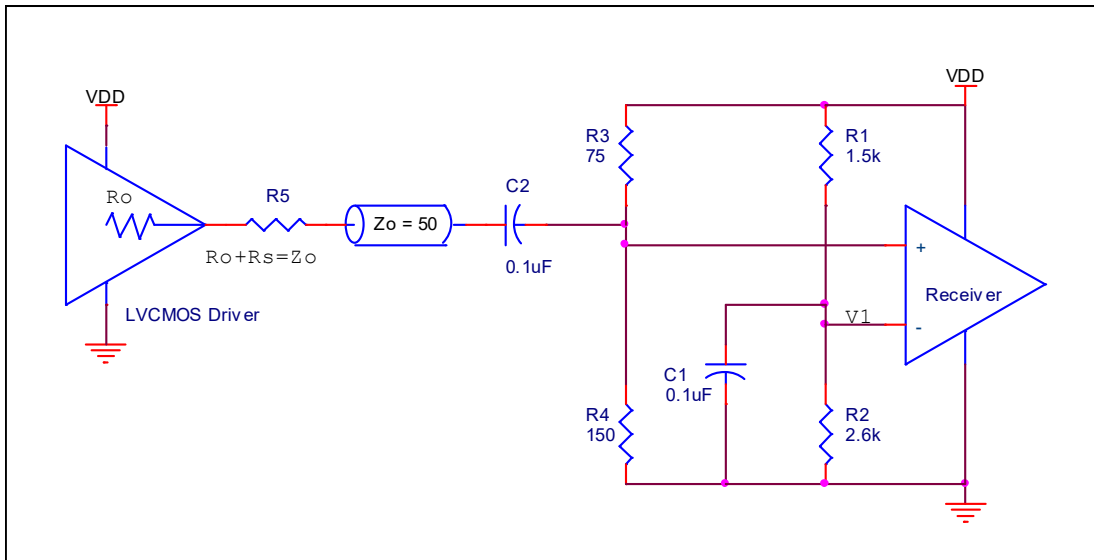 VDD
Ro
R5
Ro+Rs=Zo
LVCMOS Driver
Zo = 50
C2
0.1uF
R3
75
R4
150
C1
0.1uF
VDD
R1
1.5k
V1
R2
2.6k
+
-
Receiver